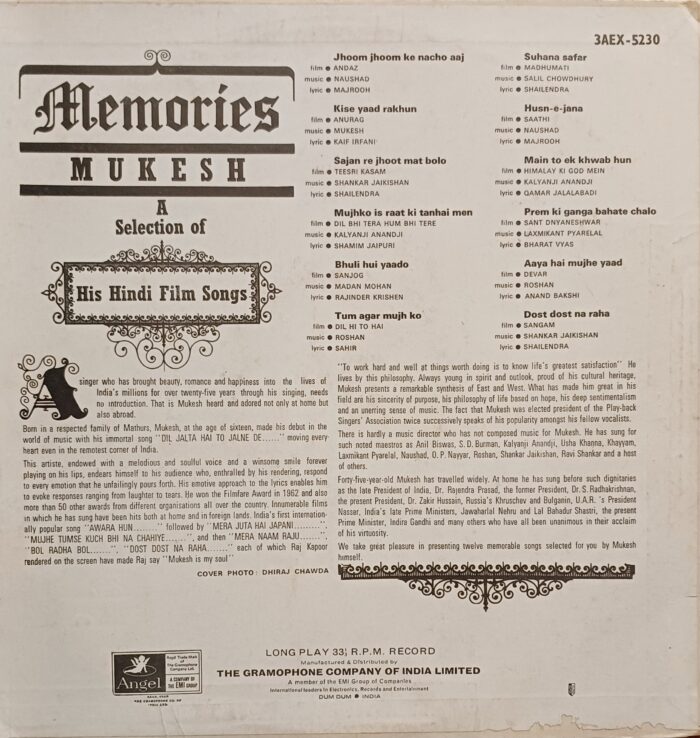 3AEX-5230
Memories
MUKESH
A
Selection of
His Hindi Film Songs
Jhoom jhoom ke nacho aaj
film ● ANDAZ
music ● NAUSHAD
lyric ● MAJROOH
Kise yaad rakhun
film ● ANURAG
music ● MUKESH
lyric ● KAIF IRFANI
Sajan re jhoot mat bolo
film ● TEESRI KASAM
music ● SHANKAR JAIKISHAN
lyric ● SHAILENDRA
Mujhko is raat ki tanhai men
film ● DIL BHI TERA HUM BHI TERE
music ● KALYANJI ANANDJI
lyric ● SHAMIM JAIPURI
Bhuli hui yaado
film ● SANJOG
music ● MADAN MOHAN
lyric ● RAJINDER KRISHEN
Tum agar mujh ko
film ● DIL HI TO HAI
music ● ROSHAN
lyric ● SAHIR
Suhana safar
film ● MADHUMATI
music ● SALIL CHOWDHURY
lyric ● SHAILENDRA
Husn-e-jana
film ● SAATHI
music ● NAUSHAD
lyric ● MAJROOH
Main to ek khwab hun
film ● HIMALAY KI GOD MEIN
music ● KALYANJI ANANDJI
lyric ● QAMAR JALALABADI
Prem ki ganga bahate chalo
film ● SANT DNYANESHWAR
music ● LAXMIKANT PYARELAL
lyric ● BHARAT VYAS
Aaya hai mujhe yaad
film ● DEVAR
music ● ROSHAN
lyric ● ANAND BAKSHI
Dost dost na raha
film ● SANGAM
music ● SHANKAR JAIKISHAN
lyric ● SHAILENDRA
A singer who has brought beauty, romance and happiness into the lives of
India's millions for over twenty-five years through his singing, needs
no introduction. That is Mukesh heard and adored not only at home but
also abroad.
Born in a respected family of Mathurs, Mukesh, at the age of sixteen, made his debut in the
world of music with his immortal song "DIL JALTA HAI TO JALNE DE......" moving every
heart even in the remotest corner of India.
This artiste, endowed with a melodious and soulful voice and a winsome smile forever
playing on his lips, endears himself to his audience who, enthralled by his rendering, respond
to every emotion that he unfailingly pours forth. His emotive approach to the lyrics enables him
to evoke responses ranging from laughter to tears. He won the Filmfare Award in 1962 and also
more than 50 other awards from different organisations all over the country. Innumerable films
in which he has sung have been hits both at home and in foreign lands. India's first internation-
ally popular song "AWARA HUN........" followed by "MERA JUTA HAI JAPANI........",
"MUJHE TUMSE KUCH BHI NA CHAHIYE.......", and then "MERA NAAM RAJU.......",
"BOL RADHA BOL.......", "DOST DOST NA RAHA......." each of which Raj Kapoor
rendered on the screen have made Raj say "Mukesh is my soul"
COVER PHOTO : DHIRAJ CHAWDA
"To work hard and well at things worth doing is to know life's greatest satisfaction" He
lives by this philosophy. Always young in spirit and outlook, proud of his cultural heritage,
Mukesh presents a remarkable synthesis of East and West. What has made him great in his
field are his sincerity of purpose, his philosophy of life based on hope, his deep sentimentalism
and an unerring sense of music. The fact that Mukesh was elected president of the Play-back
Singers' Association twice successively speaks of his popularity amongst his fellow vocalists.
There is hardly a music director who has not composed music for Mukesh. He has sung for
such noted maestros as Anil Biswas, S. D. Burman, Kalyanji Anandji, Usha Khanna, Khayyam,
Laxmikant Pyarelal, Naushad, O. P. Nayyar, Roshan, Shankar Jaikishan, Ravi Shankar and a host
of others.
Forty-five-year-old Mukesh has travelled widely. At home he has sung before such dignitaries
as the late President of India, Dr. Rajendra Prasad, the former President, Dr. S. Radhakrishnan,
the present President, Dr. Zakir Hussain, Russia's Khruschev and Bulganin, U.A.R. 's President
Nasser, India's late Prime Ministers, Jawaharlal Nehru and Lal Bahadur Shastri, the present
Prime Minister, Indira Gandhi and many others who have all been unanimous in their acclaim
of his virtuosity.
We take great pleasure in presenting twelve memorable songs selected for you by Mukesh
himself.
Angel
Regd. Trade Mark
of The Gramophone
Company Ltd.
A COMPANY OF
THE EMI GROUP
LONG PLAY 33⅓ R.P.M. RECORD
Manufactured & Distributed by
THE GRAMOPHONE COMPANY OF INDIA LIMITED
A member of the EMI Group of Companies
International leaders in Electronics, Records and Entertainment
DUM DUM ● INDIA